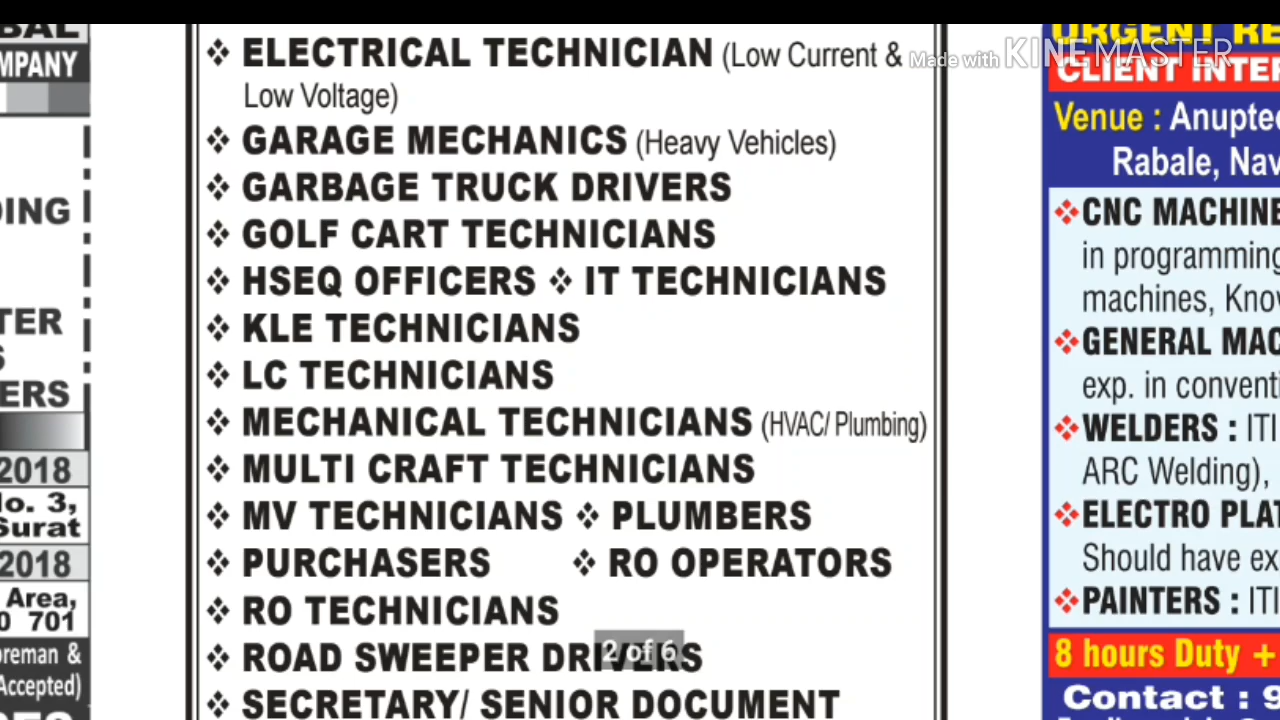 MPANY
DING
TER
ERS
2018
No. 3,
Surat
2018
Area,
701
Foreman &
Accepted)
❖ ELECTRICAL TECHNICIAN (Low Current &
Low Voltage)
❖ GARAGE MECHANICS (Heavy Vehicles)
❖ GARBAGE TRUCK DRIVERS
❖ GOLF CART TECHNICIANS
❖ HSEQ OFFICERS ❖ IT TECHNICIANS
❖ KLE TECHNICIANS
❖ LC TECHNICIANS
❖ MECHANICAL TECHNICIANS (HVAC/ Plumbing)
❖ MULTI CRAFT TECHNICIANS
❖ MV TECHNICIANS ❖ PLUMBERS
❖ PURCHASERS ❖ RO OPERATORS
❖ RO TECHNICIANS
❖ ROAD SWEEPER DRIVERS
2 of 6
❖ SECRETARY/ SENIOR DOCUMENT
Made with KINEMASTER
URGENT RE
CLIENT INTER
Venue : Anuptec
Rabale, Nav
❖ CNC MACHINE
in programming
machines, Know
❖ GENERAL MAC
exp. in conventi
❖ WELDERS : ITI
ARC Welding),
❖ ELECTRO PLAT
Should have ex
❖ PAINTERS : ITI
8 hours Duty +
Contact : 9